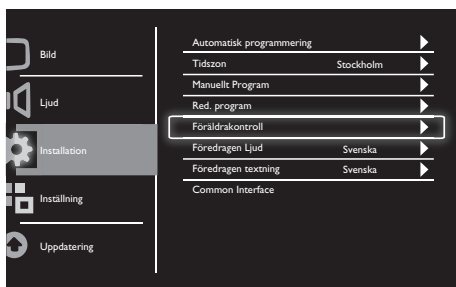 Bild
Ljud
Installation
Inställning
Uppdatering
Automatisk programmering
Tidszon Stockholm
Manuellt Program
Red. program
Föräldrakontroll
Föredragen Ljud Svenska
Föredragen textning Svenska
Common Interface